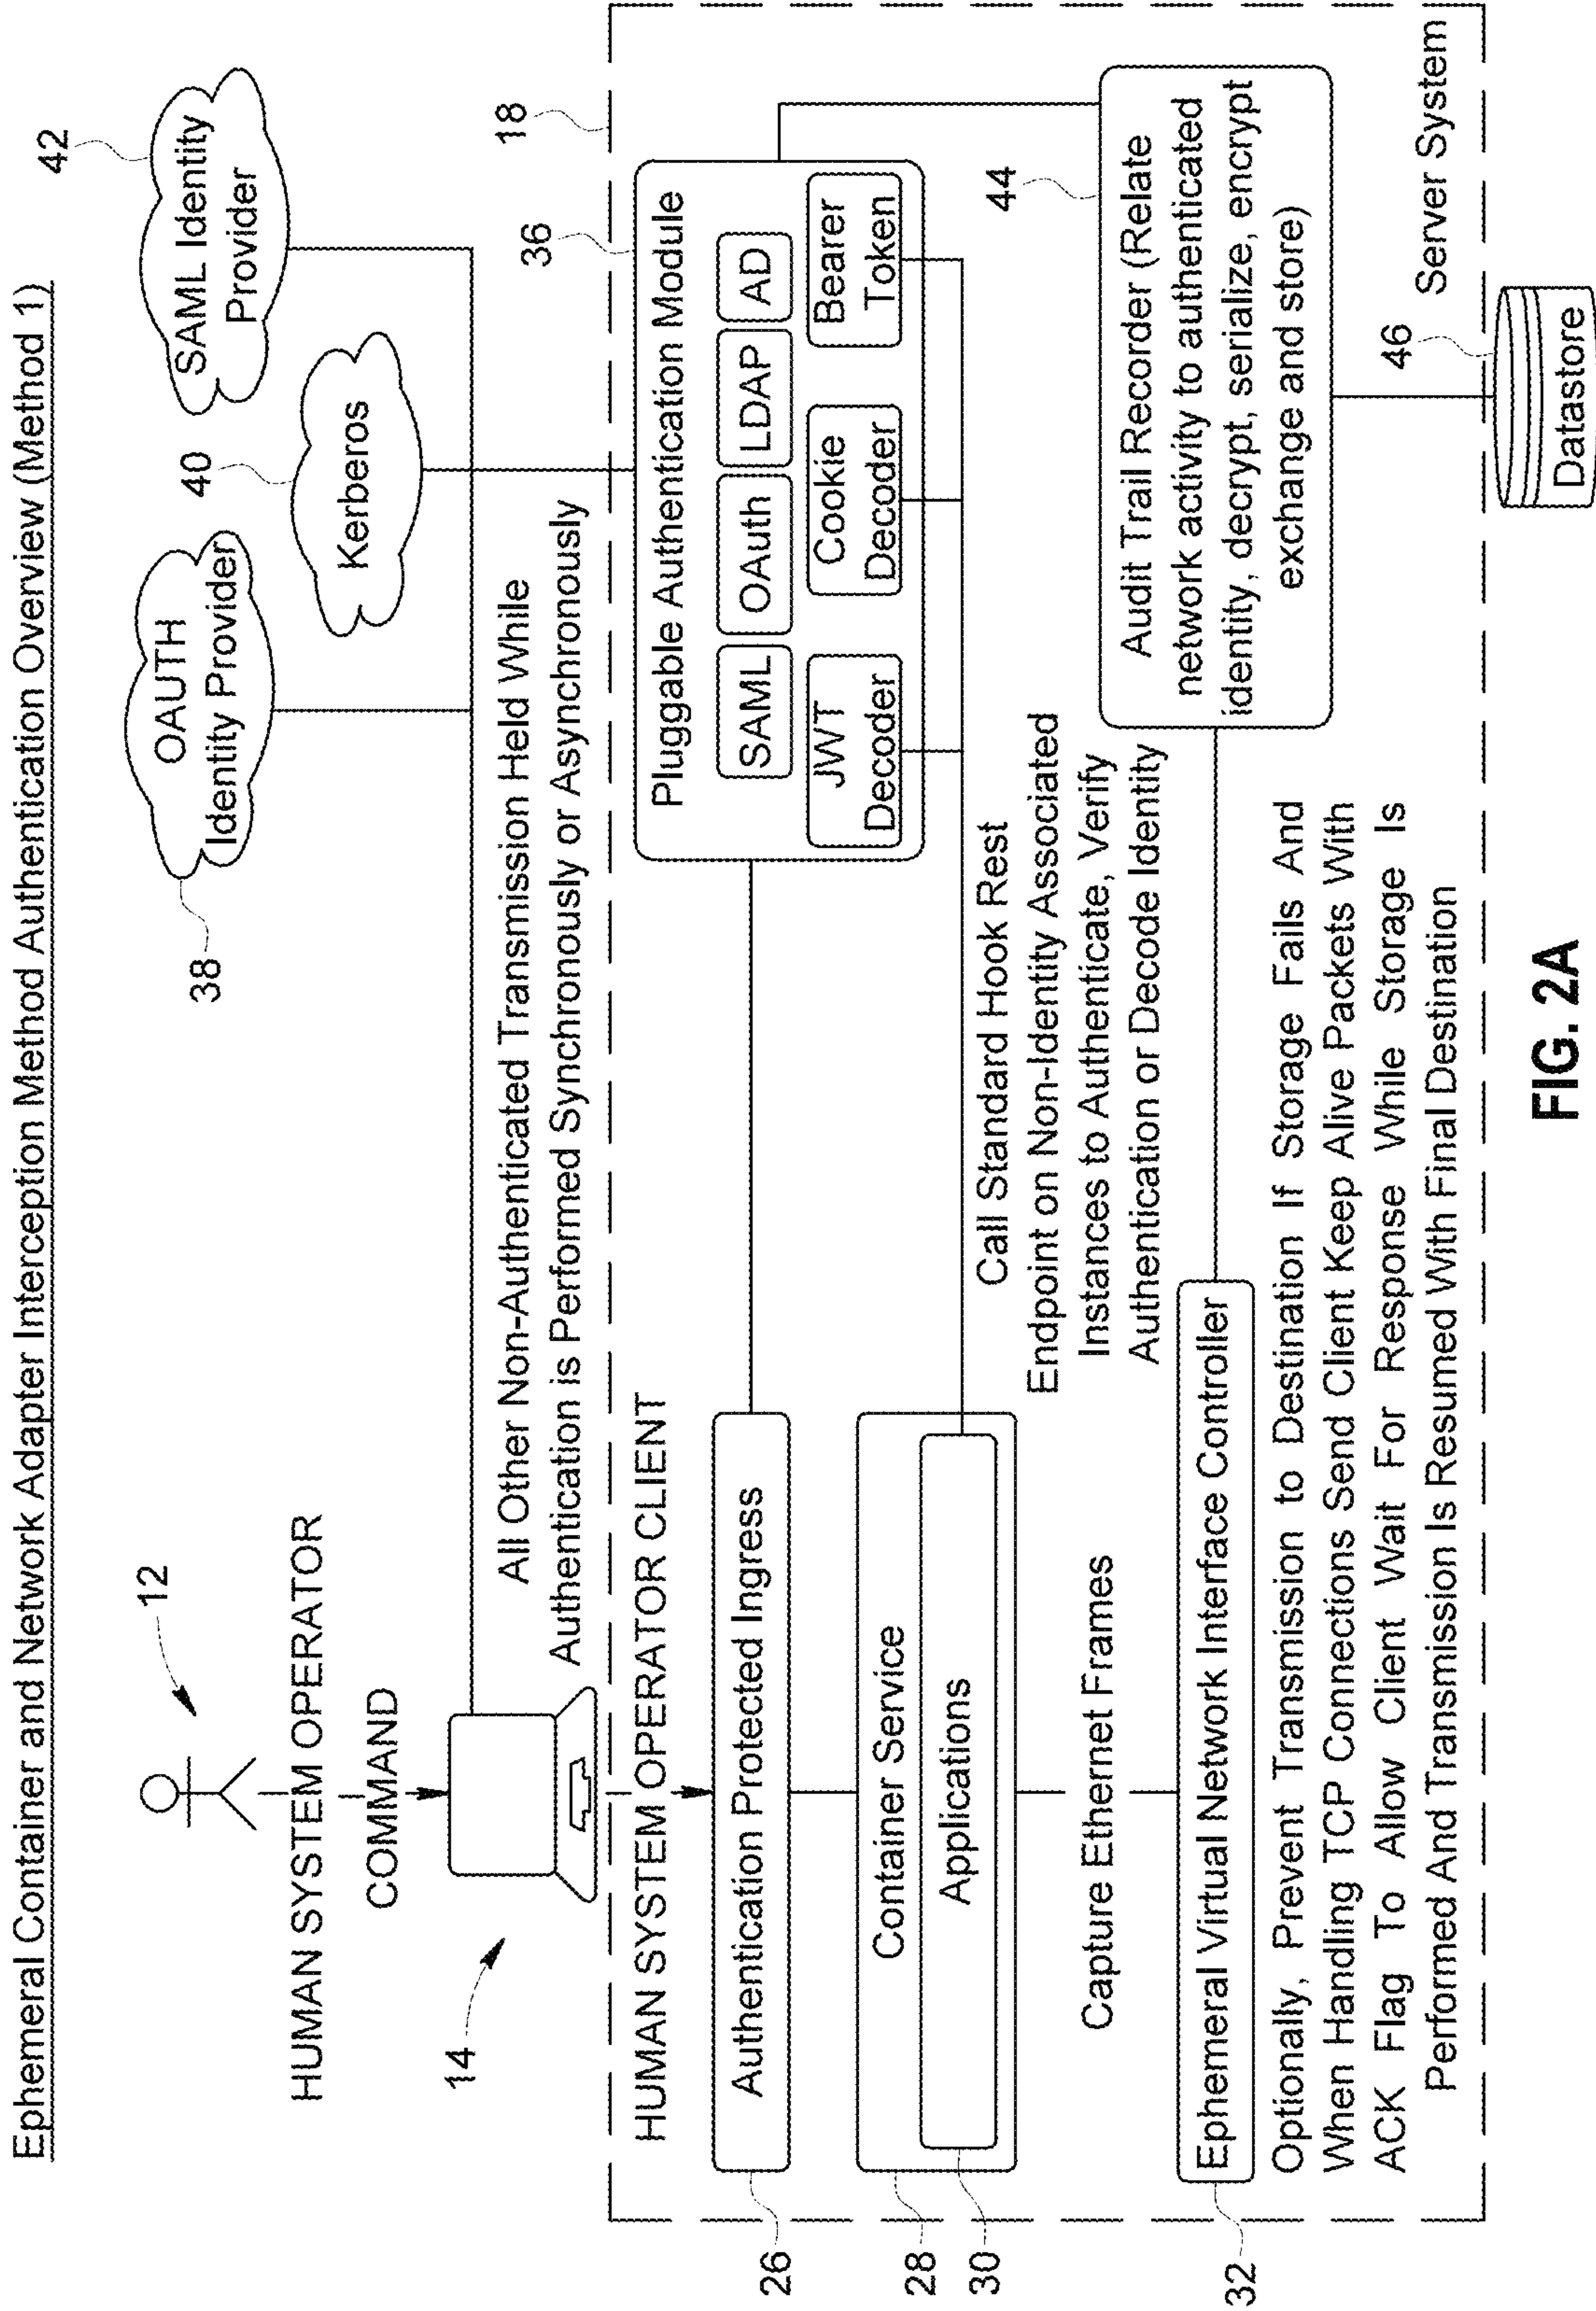 Ephemeral Container and Network Adapter Interception Method Authentication Overview (Method 1)
12
HUMAN SYSTEM OPERATOR
COMMAND
14
38
OAUTH
Identity Provider
40
Kerberos
42
SAML Identity
Provider
All Other Non-Authenticated Transmission Held While
Authentication is Performed Synchronously or Asynchronously
HUMAN SYSTEM OPERATOR CLIENT
18
26
Authentication Protected Ingress
36
Pluggable Authentication Module
SAML
OAuth
LDAP
AD
JWT
Decoder
Cookie
Decoder
Bearer
Token
28
Container Service
30
Applications
Call Standard Hook Rest
Endpoint on Non-Identity Associated
Instances to Authenticate, Verify
Authentication or Decode Identity
Capture Ethernet Frames
32
Ephemeral Virtual Network Interface Controller
44
Audit Trail Recorder (Relate
network activity to authenticated
identity, decrypt, serialize, encrypt
exchange and store)
Optionally, Prevent Transmission to Destination If Storage Fails And
When Handling TCP Connections Send Client Keep Alive Packets With
ACK Flag To Allow Client Wait For Response While Storage Is
Performed And Transmission Is Resumed With Final Destination
Server System
46
Datastore
FIG. 2A